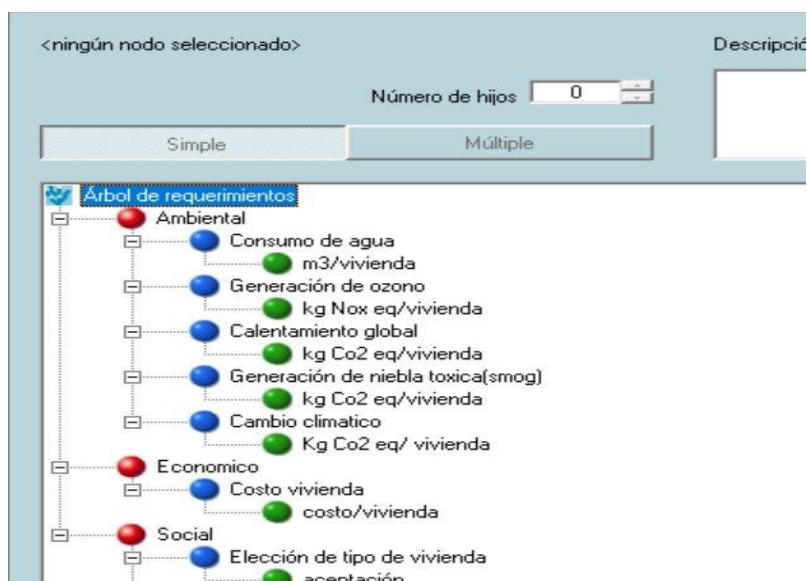 <ningún nodo seleccionado>
Descripció
Número de hijos 0
Simple Múltiple
Árbol de requerimientos
Ambiental
Consumo de agua
m3/vivienda
Generación de ozono
kg Nox eq/vivienda
Calentamiento global
kg Co2 eq/vivienda
Generación de niebla toxica(smog)
kg Co2 eq/vivienda
Cambio climatico
Kg Co2 eq/ vivienda
Economico
Costo vivienda
costo/vivienda
Social
Elección de tipo de vivienda
aceptación